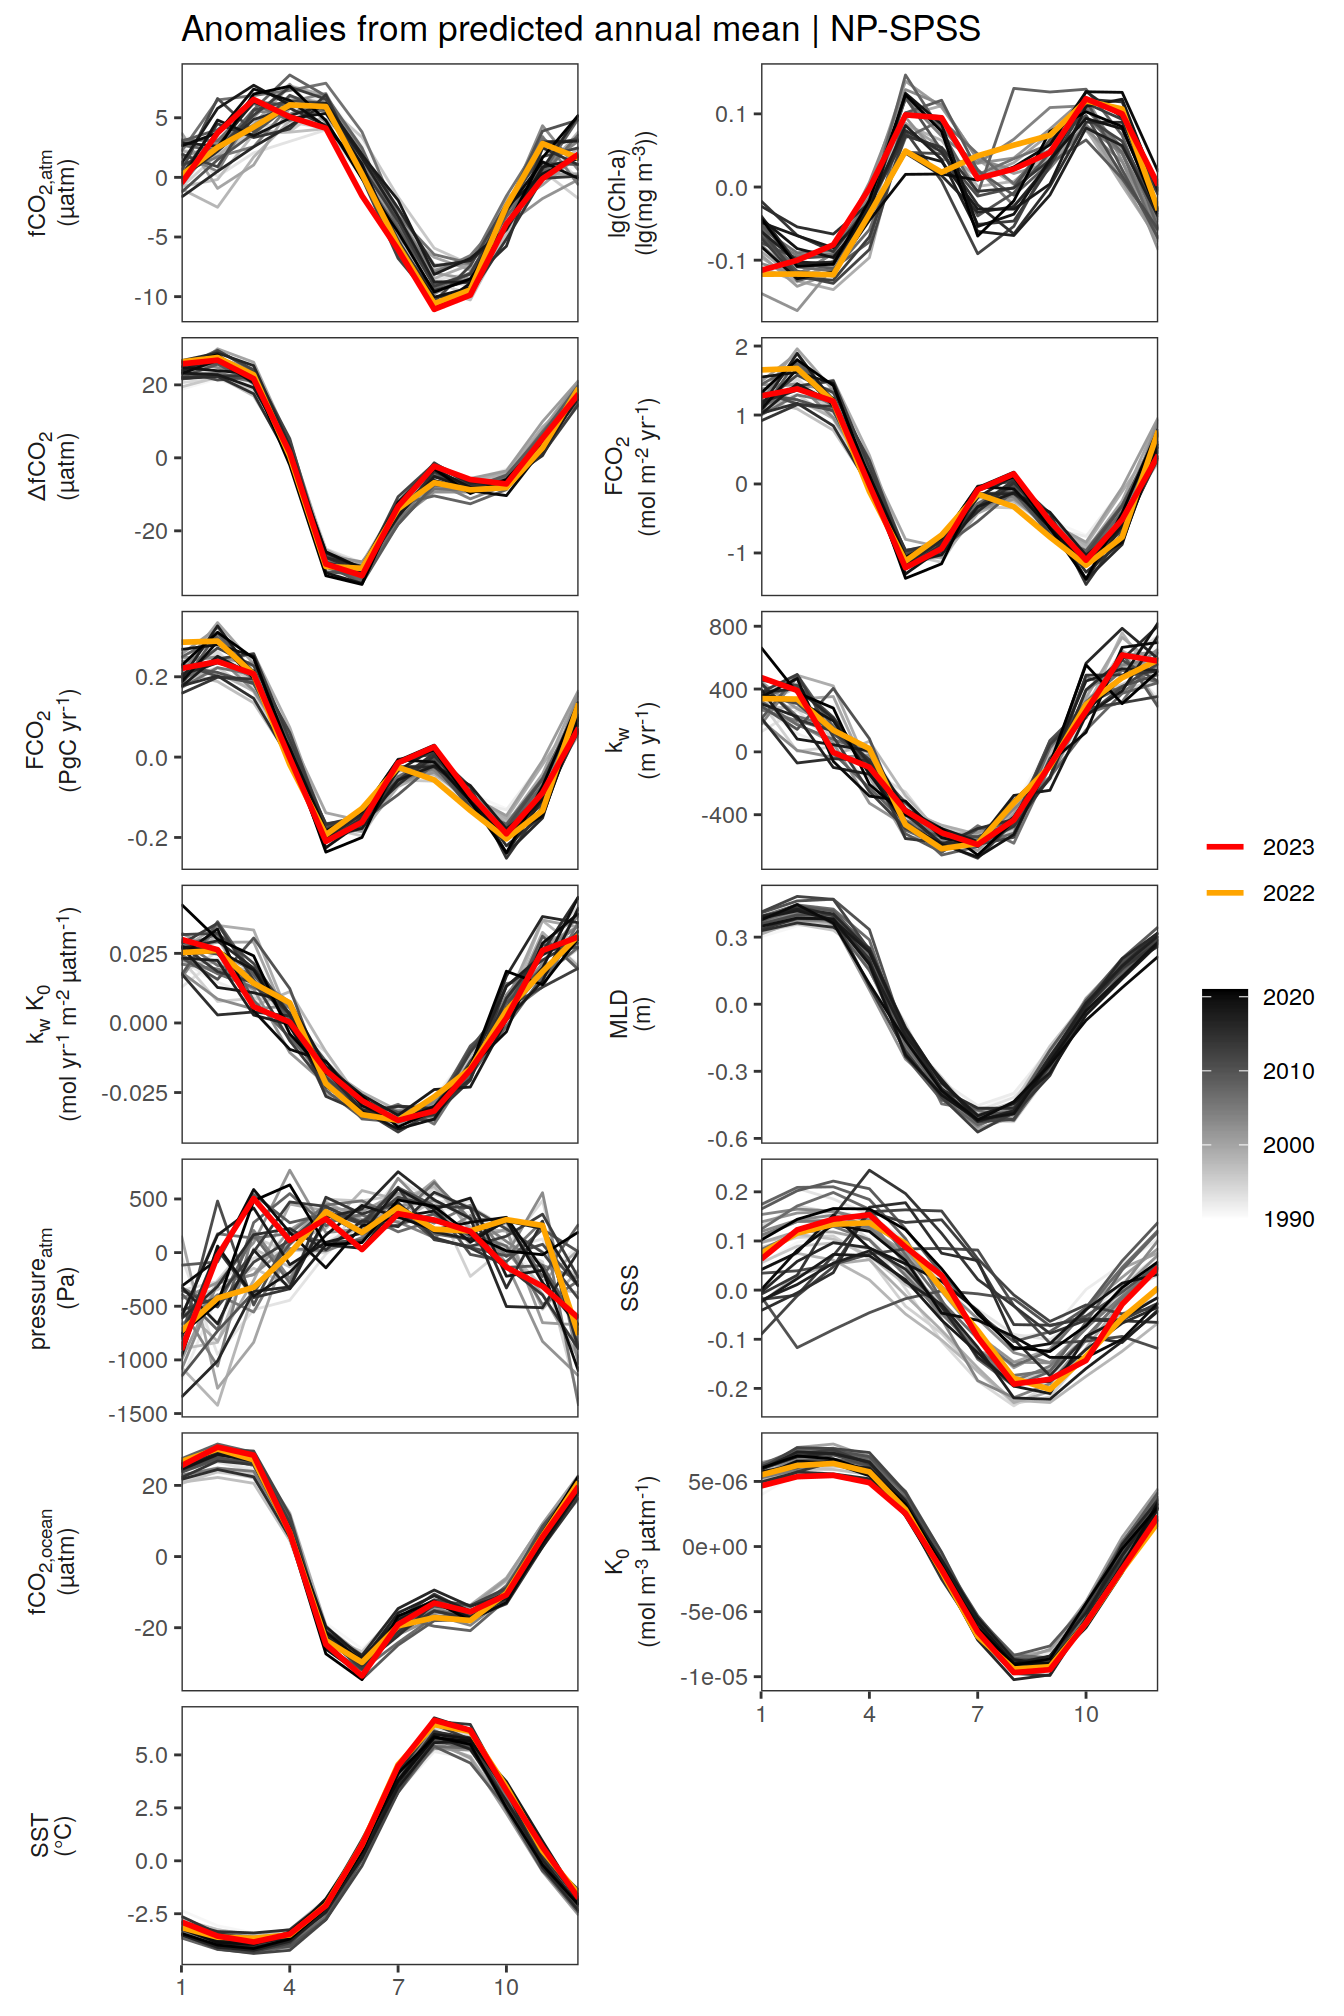 Anomalies from predicted annual mean | NP-SPSS
fCO2,atm
(µatm)
5
0
-5
-10
lg(Chl-a)
(lg(mg m-3))
0.1
0.0
-0.1
ΔfCO2
(µatm)
20
0
-20
FCO2
(mol m-2 yr-1)
2
1
0
-1
FCO2
(PgC yr-1)
0.2
0.0
-0.2
kw
(m yr-1)
800
400
0
-400
kw K0
(mol yr-1 m-2 µatm-1)
0.025
0.000
-0.025
MLD
(m)
0.3
0.0
-0.3
-0.6
pressureatm
(Pa)
500
0
-500
-1000
-1500
SSS
0.2
0.1
0.0
-0.1
-0.2
fCO2,ocean
(µatm)
20
0
-20
K0
(mol m-3 µatm-1)
5e-06
0e+00
-5e-06
-1e-05
1 4 7 10
SST
(°C)
5.0
2.5
0.0
-2.5
1 4 7 10
2023
2022
2020
2010
2000
1990